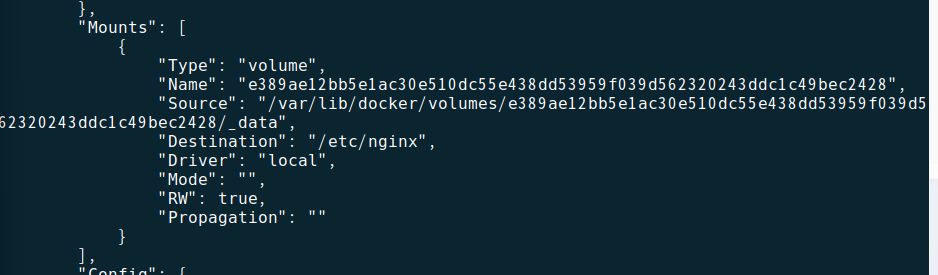 },
        "Mounts": [
            {
                "Type": "volume",
                "Name": "e389ae12bb5e1ac30e510dc55e438dd53959f039d562320243ddc1c49bec2428",
                "Source": "/var/lib/docker/volumes/e389ae12bb5e1ac30e510dc55e438dd53959f039d5
62320243ddc1c49bec2428/_data",
                "Destination": "/etc/nginx",
                "Driver": "local",
                "Mode": "",
                "RW": true,
                "Propagation": ""
            }
        ],
        "Config": {